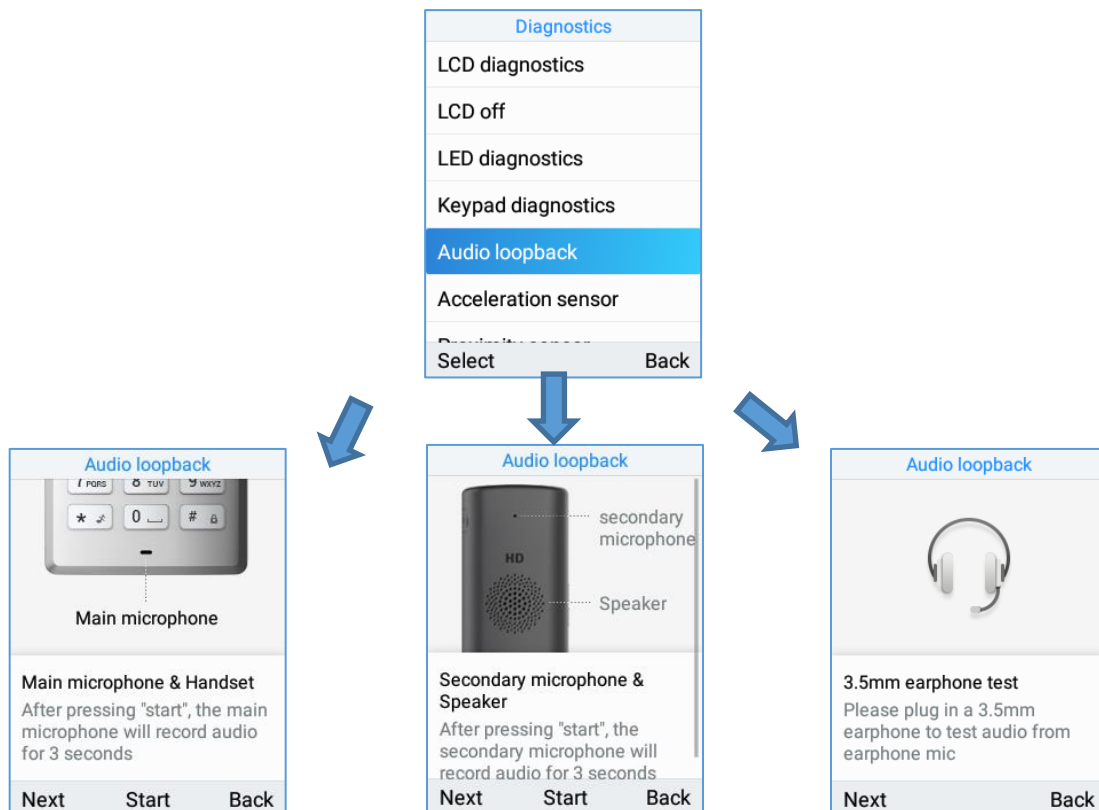 Diagnostics
LCD diagnostics
LCD off
LED diagnostics
Keypad diagnostics
Audio loopback
Acceleration sensor
Select Back
Audio loopback
7 PQRS 8 TUV 9 WXYZ
* 0 #
Main microphone
Main microphone & Handset
After pressing "start", the main
microphone will record audio
for 3 seconds
Next Start Back
Audio loopback
secondary
microphone
HD
Speaker
Secondary microphone &
Speaker
After pressing "start", the
secondary microphone will
record audio for 3 seconds
Next Start Back
Audio loopback
3.5mm earphone test
Please plug in a 3.5mm
earphone to test audio from
earphone mic
Next Back